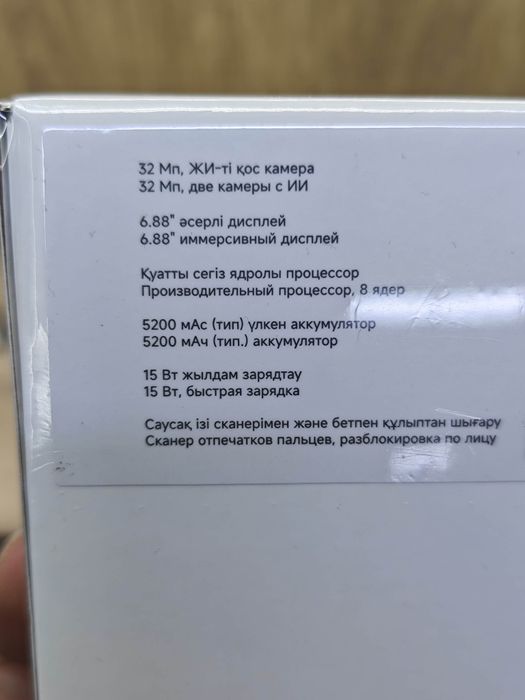 32 Мп, ЖИ-ті қос камера
32 Мп, две камеры с ИИ
6.88" әсерлі дисплей
6.88" иммерсивный дисплей
Қуатты сегіз ядролы процессор
Производительный процессор, 8 ядер
5200 мАс (тип) үлкен аккумулятор
5200 мАч (тип.) аккумулятор
15 Вт жылдам зарядтау
15 Вт, быстрая зарядка
Саусақ ізі сканерімен және бетпен құлыптан шығару
Сканер отпечатков пальцев, разблокировка по лицу